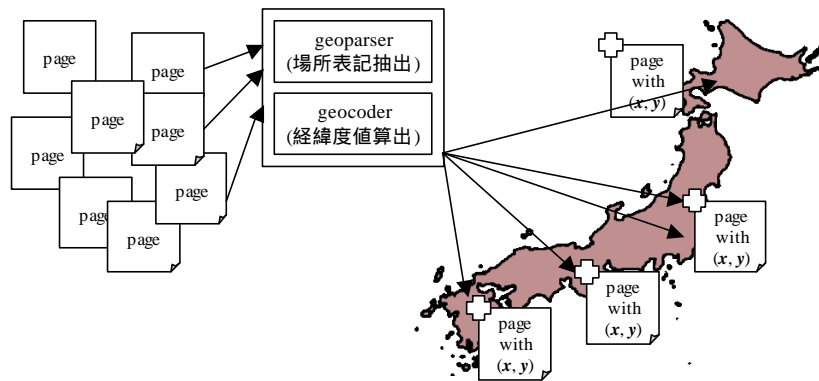 page
page
page
page
page
page
page
page
geoparser
(場所表記抽出)
geocoder
(経緯度値算出)
page
with
(x, y)
page
with
(x, y)
page
with
(x, y)
page
with
(x, y)